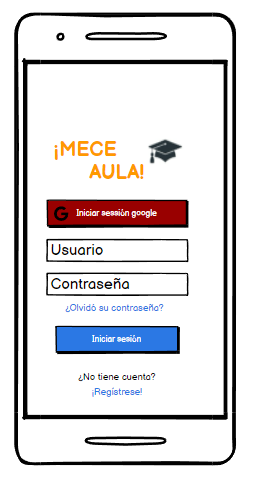 ¡MECE
AULA!
G Iniciar sesión google
Usuario
Contraseña
¿Olvidó su contraseña?
Iniciar sesión
¿No tiene cuenta?
¡Regístrese!